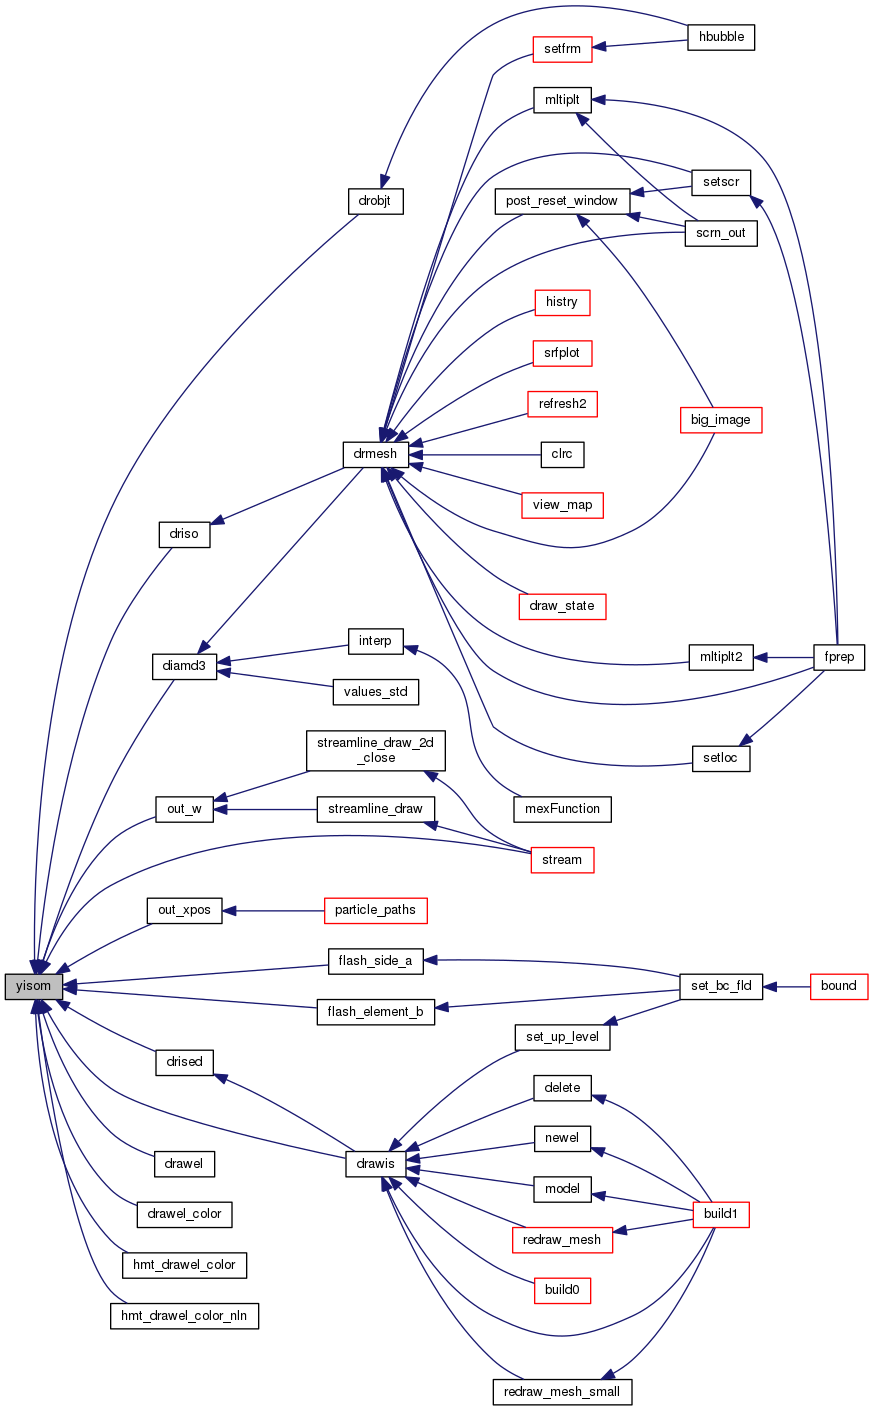 hbubble
setfrm
mltiplt
setscr
drobjt
post_reset_window
scrn_out
histry
srfplot
refresh2
big_image
drmesh
clrc
view_map
driso
draw_state
interp
mltiplt2
fprep
diamd3
values_std
streamline_draw_2d
_close
setloc
out_w
streamline_draw
mexFunction
stream
out_xpos
particle_paths
flash_side_a
yisom
set_bc_fld
bound
flash_element_b
set_up_level
drised
delete
newel
drawel
drawis
model
drawel_color
build1
redraw_mesh
hmt_drawel_color
build0
hmt_drawel_color_nln
redraw_mesh_small